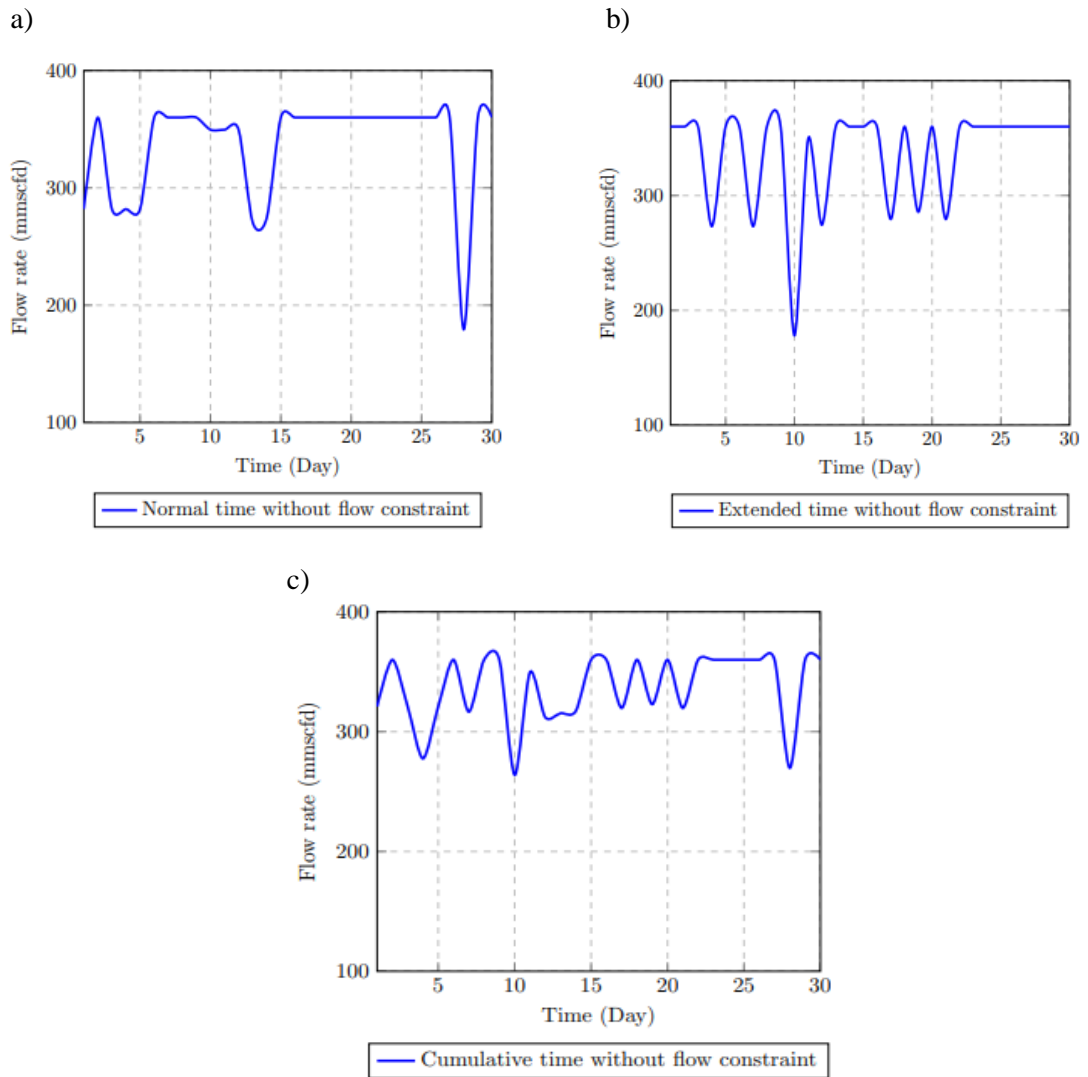 a)
b)
400
300
200
100
Flow rate (mmscfd)
5 10 15 20 25 30
Time (Day)
Normal time without flow constraint
400
300
200
100
Flow rate (mmscfd)
5 10 15 20 25 30
Time (Day)
Extended time without flow constraint
c)
400
300
200
100
Flow rate (mmscfd)
5 10 15 20 25 30
Time (Day)
Cumulative time without flow constraint